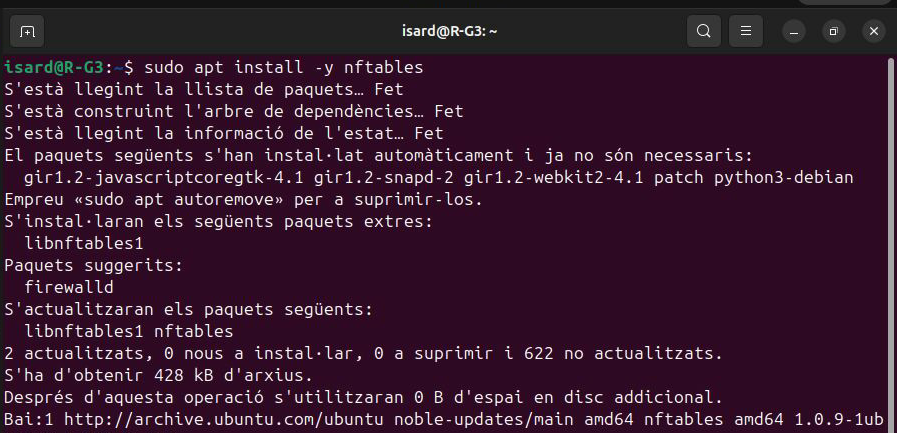 isard@R-G3: ~
isard@R-G3:~$ sudo apt install -y nftables
S'està llegint la llista de paquets… Fet
S'està construint l'arbre de dependències… Fet
S'està llegint la informació de l'estat… Fet
El paquets següents s'han instal·lat automàticament i ja no són necessaris:
  gir1.2-javascriptcoregtk-4.1 gir1.2-snapd-2 gir1.2-webkit2-4.1 patch python3-debian
Empreu «sudo apt autoremove» per a suprimir-los.
S'instal·laran els següents paquets extres:
  libnftables1
Paquets suggerits:
  firewalld
S'actualitzaran els paquets següents:
  libnftables1 nftables
2 actualitzats, 0 nous a instal·lar, 0 a suprimir i 622 no actualitzats.
S'ha d'obtenir 428 kB d'arxius.
Després d'aquesta operació s'utilitzaran 0 B d'espai en disc addicional.
Bai:1 http://archive.ubuntu.com/ubuntu noble-updates/main amd64 nftables amd64 1.0.9-1ub